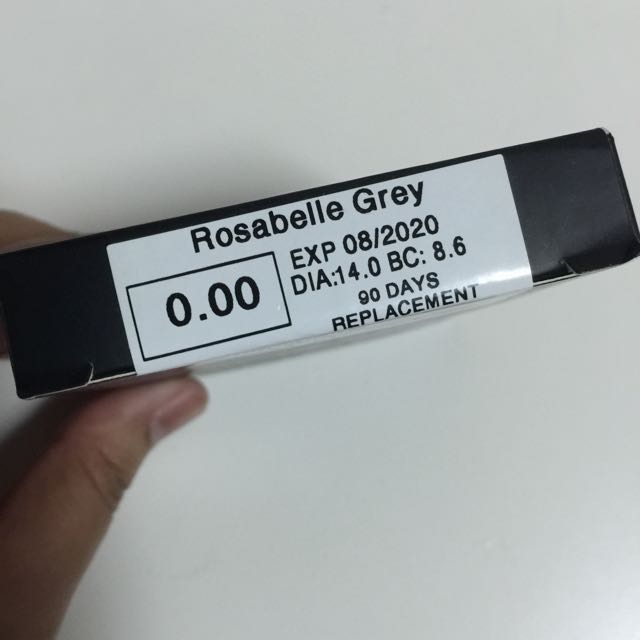 Rosabelle Grey
0.00
EXP 08/2020
DIA:14.0 BC: 8.6
90 DAYS
REPLACEMENT